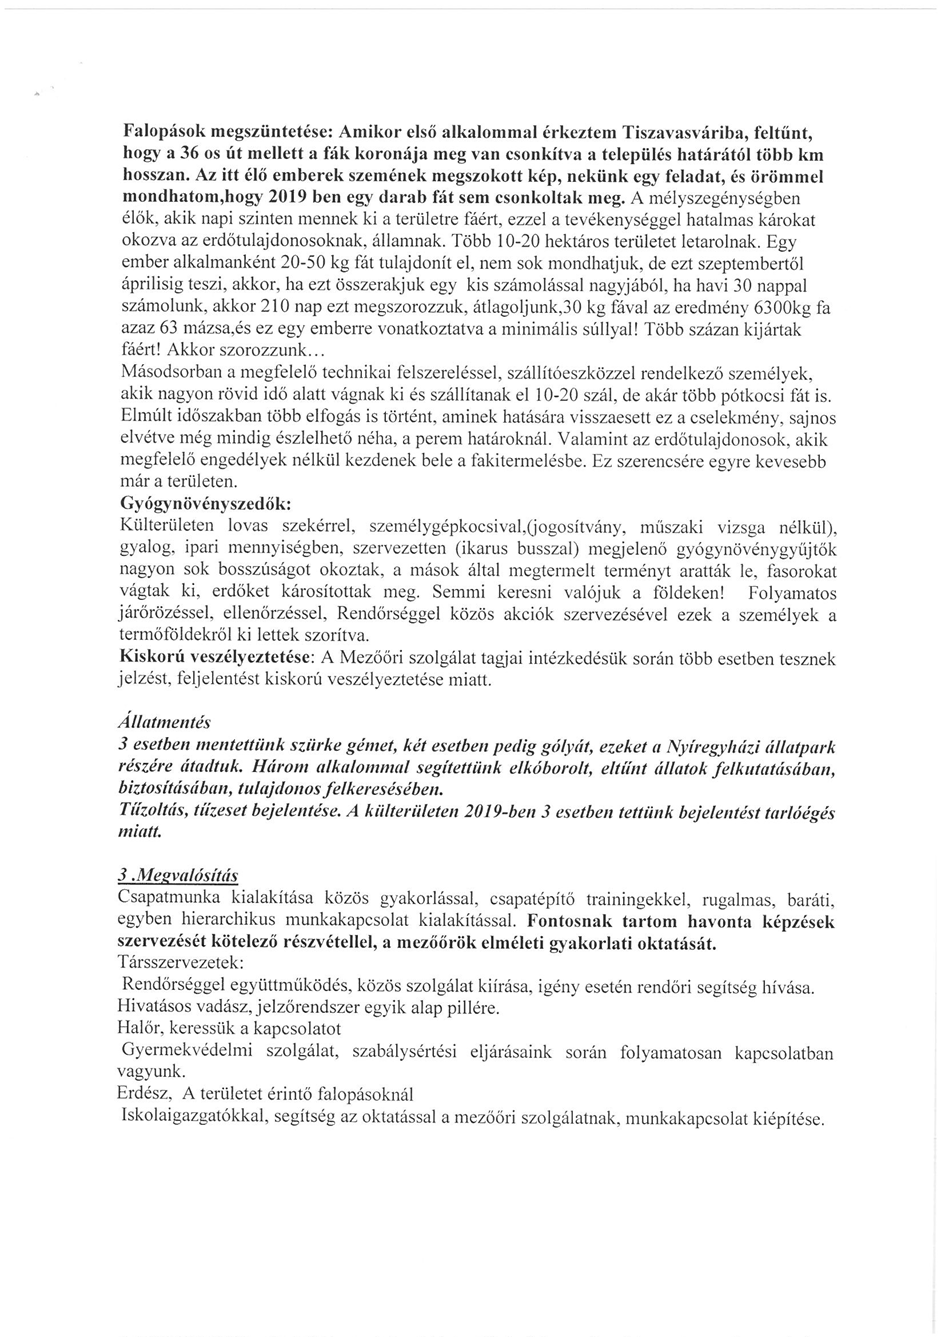 Falopások megszüntetése: Amikor első alkalommal érkeztem Tiszavasváriba, feltűnt,
hogy a 36 os út mellett a fák koronája meg van csonkítva a település határától több km
hosszan. Az itt élő emberek szemének megszokott kép, nekünk egy feladat, és örömmel
mondhatom,hogy 2019 ben egy darab fát sem csonkoltak meg. A mélyszegénységben
élők, akik napi szinten mennek ki a területre fáért, ezzel a tevékenységgel hatalmas károkat
okozva az erdőtulajdonosoknak, államnak. Több 10-20 hektáros területet letarolnak. Egy
ember alkalmanként 20-50 kg fát tulajdonít el, nem sok mondhatjuk, de ezt szeptembertől
áprilisig teszi, akkor, ha ezt összerakjuk egy kis számolással nagyjából, ha havi 30 nappal
számolunk, akkor 210 nap ezt megszorozzuk, átlagoljunk,30 kg fával az eredmény 6300kg fa
azaz 63 mázsa,és ez egy emberre vonatkoztatva a minimális súllyal! Több százan kijártak
fáért! Akkor szorozzunk...
Másodsorban a megfelelő technikai felszereléssel, szállítóeszközzel rendelkező személyek,
akik nagyon rövid idő alatt vágnak ki és szállítanak el 10-20 szál, de akár több pótkocsi fát is.
Elmúlt időszakban több elfogás is történt, aminek hatására visszaesett ez a cselekmény, sajnos
elvétve még mindig észlelhető néha, a perem határoknál. Valamint az erdőtulajdonosok, akik
megfelelő engedélyek nélkül kezdenek bele a fakitermelésbe. Ez szerencsére egyre kevesebb
már a területen.
Gyógynövényszedők:
Külterületen lovas szekérrel, személygépkocsival,(jogosítvány, műszaki vizsga nélkül),
gyalog, ipari mennyiségben, szervezetten (ikarus busszal) megjelenő gyógynövénygyűjtők
nagyon sok bosszúságot okoztak, a mások által megtermelt terményt aratták le, fasorokat
vágtak ki, erdőket károsítottak meg. Semmi keresni valójuk a földeken! Folyamatos
járőrözéssel, ellenőrzéssel, Rendőrséggel közös akciók szervezésével ezek a személyek a
termőföldekről ki lettek szorítva.
Kiskorú veszélyeztetése: A Mezőőri szolgálat tagjai intézkedésük során több esetben tesznek
jelzést, feljelentést kiskorú veszélyeztetése miatt.
Állatmentés
3 esetben mentettünk szürke gémet, két esetben pedig gólyát, ezeket a Nyíregyházi állatpark
részére átadtuk. Három alkalommal segítettünk elkóborolt, eltűnt állatok felkutatásában,
biztosításában, tulajdonos felkeresésében.
Tűzoltás, tűzeset bejelentése. A külterületen 2019-ben 3 esetben tettünk bejelentést tarlóégés
miatt.
3 .Megvalósítás
Csapatmunka kialakítása közös gyakorlással, csapatépítő trainingekkel, rugalmas, baráti,
egyben hierarchikus munkakapcsolat kialakítással. Fontosnak tartom havonta képzések
szervezését kötelező részvétellel, a mezőőrök elméleti gyakorlati oktatását.
Társszervezetek:
Rendőrséggel együttműködés, közös szolgálat kiírása, igény esetén rendőri segítség hívása.
Hivatásos vadász, jelzőrendszer egyik alap pillére.
Halőr, keressük a kapcsolatot
Gyermekvédelmi szolgálat, szabálysértési eljárásaink során folyamatosan kapcsolatban
vagyunk.
Erdész, A területet érintő falopásoknál
Iskolaigazgatókkal, segítség az oktatással a mezőőri szolgálatnak, munkakapcsolat kiépítése.